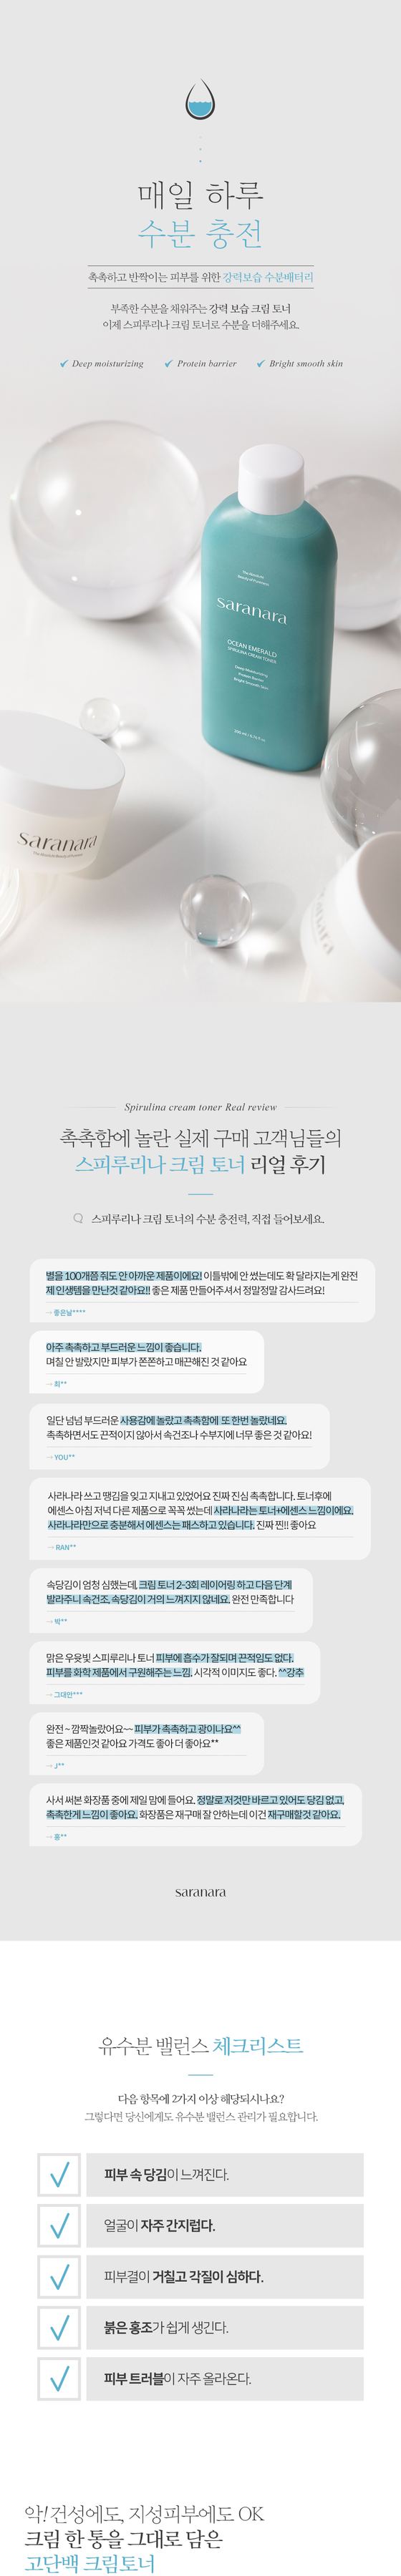 매일 하루
수분 충전
촉촉하고 반짝이는 피부를 위한 강력보습 수분배터리
부족한 수분을 채워주는 강력 보습 크림 토너
이제 스피루리나 크림 토너로 수분을 더해주세요.
Deep moisturizing Protein barrier Bright smooth skin
saranara
OCEAN EMERALD
SPIRULINA CREAM TONER
Deep Moisturizing
Protein Barrier
Bright Smooth Skin
saranara
Spirulina cream toner Real review
촉촉함에 놀란 실제 구매 고객님들의
스피루리나 크림 토너 리얼 후기
스피루리나 크림 토너의 수분 충전력, 직접 들어보세요.
별을 100개쯤 줘도 안 아까운 제품이에요! 이틀밖에 안 썼는데도 확 달라지는게 완전
제 인생템을 만난것 같아요!! 좋은 제품 만들어주셔서 정말정말 감사드려요!
→ 좋은날****
아주 촉촉하고 부드러운 느낌이 좋습니다.
며칠 안 발랐지만 피부가 쫀쫀하고 매끈해진 것 같아요
→ 최**
일단 넘넘 부드러운 사용감에 놀랐고 촉촉함에 또 한번 놀랐네요.
촉촉하면서도 끈적이지 않아서 속건조나 수부지에 너무 좋은 것 같아요!
→ YOU**
사라나라 쓰고 땡김을 잊고 지내고 있었어요 진짜 진심 촉촉합니다. 토너후에
에센스 아침 저녁 다른 제품으로 꼭꼭 썼는데 사라나라는 토너+에센스 느낌이에요.
사라나라만으로 충분해서 에센스는 패스하고 있습니다. 진짜 찐!! 좋아요
→ RAN**
속당김이 엄청 심했는데, 크림 토너 2-3회 레이어링 하고 다음 단계
발라주니 속건조, 속당김이 거의 느껴지지 않네요. 완전 만족합니다
→ 박**
맑은 우윳빛 스피루리나 토너 피부에 흡수가 잘되며 끈적임도 없다.
피부를 화학 제품에서 구원해주는 느낌. 시각적 이미지도 좋다. ^^강추
→ 그대만***
완전 ~ 깜짝놀랐어요~~ 피부가 촉촉하고 광이나요^^
좋은 제품인것 같아요 가격도 좋아 더 좋아요**
→ J**
사서 써본 화장품 중에 제일 맘에 들어요. 정말로 저것만 바르고 있어도 당김 없고,
촉촉한게 느낌이 좋아요. 화장품은 재구매 잘 안하는데 이건 재구매할것 같아요.
→ 홍**
saranara
유수분 밸런스 체크리스트
다음 항목에 2가지 이상 해당되시나요?
그렇다면 당신에게도 유수분 밸런스 관리가 필요합니다.
피부 속 당김이 느껴진다.
얼굴이 자주 간지럽다.
피부결이 거칠고 각질이 심하다.
붉은 홍조가 쉽게 생긴다.
피부 트러블이 자주 올라온다.
악! 건성에도, 지성피부에도 OK
크림 한 통을 그대로 담은
고단백 크림토너